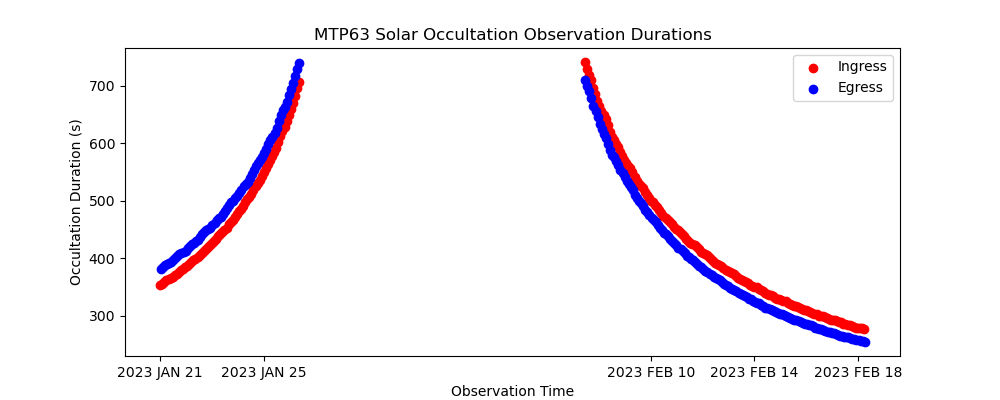 MTP63 Solar Occultation Observation Durations
Occultation Duration (s)
700
600
500
400
300
Ingress
Egress
2023 JAN 21
2023 JAN 25
2023 FEB 10
2023 FEB 14
2023 FEB 18
Observation Time